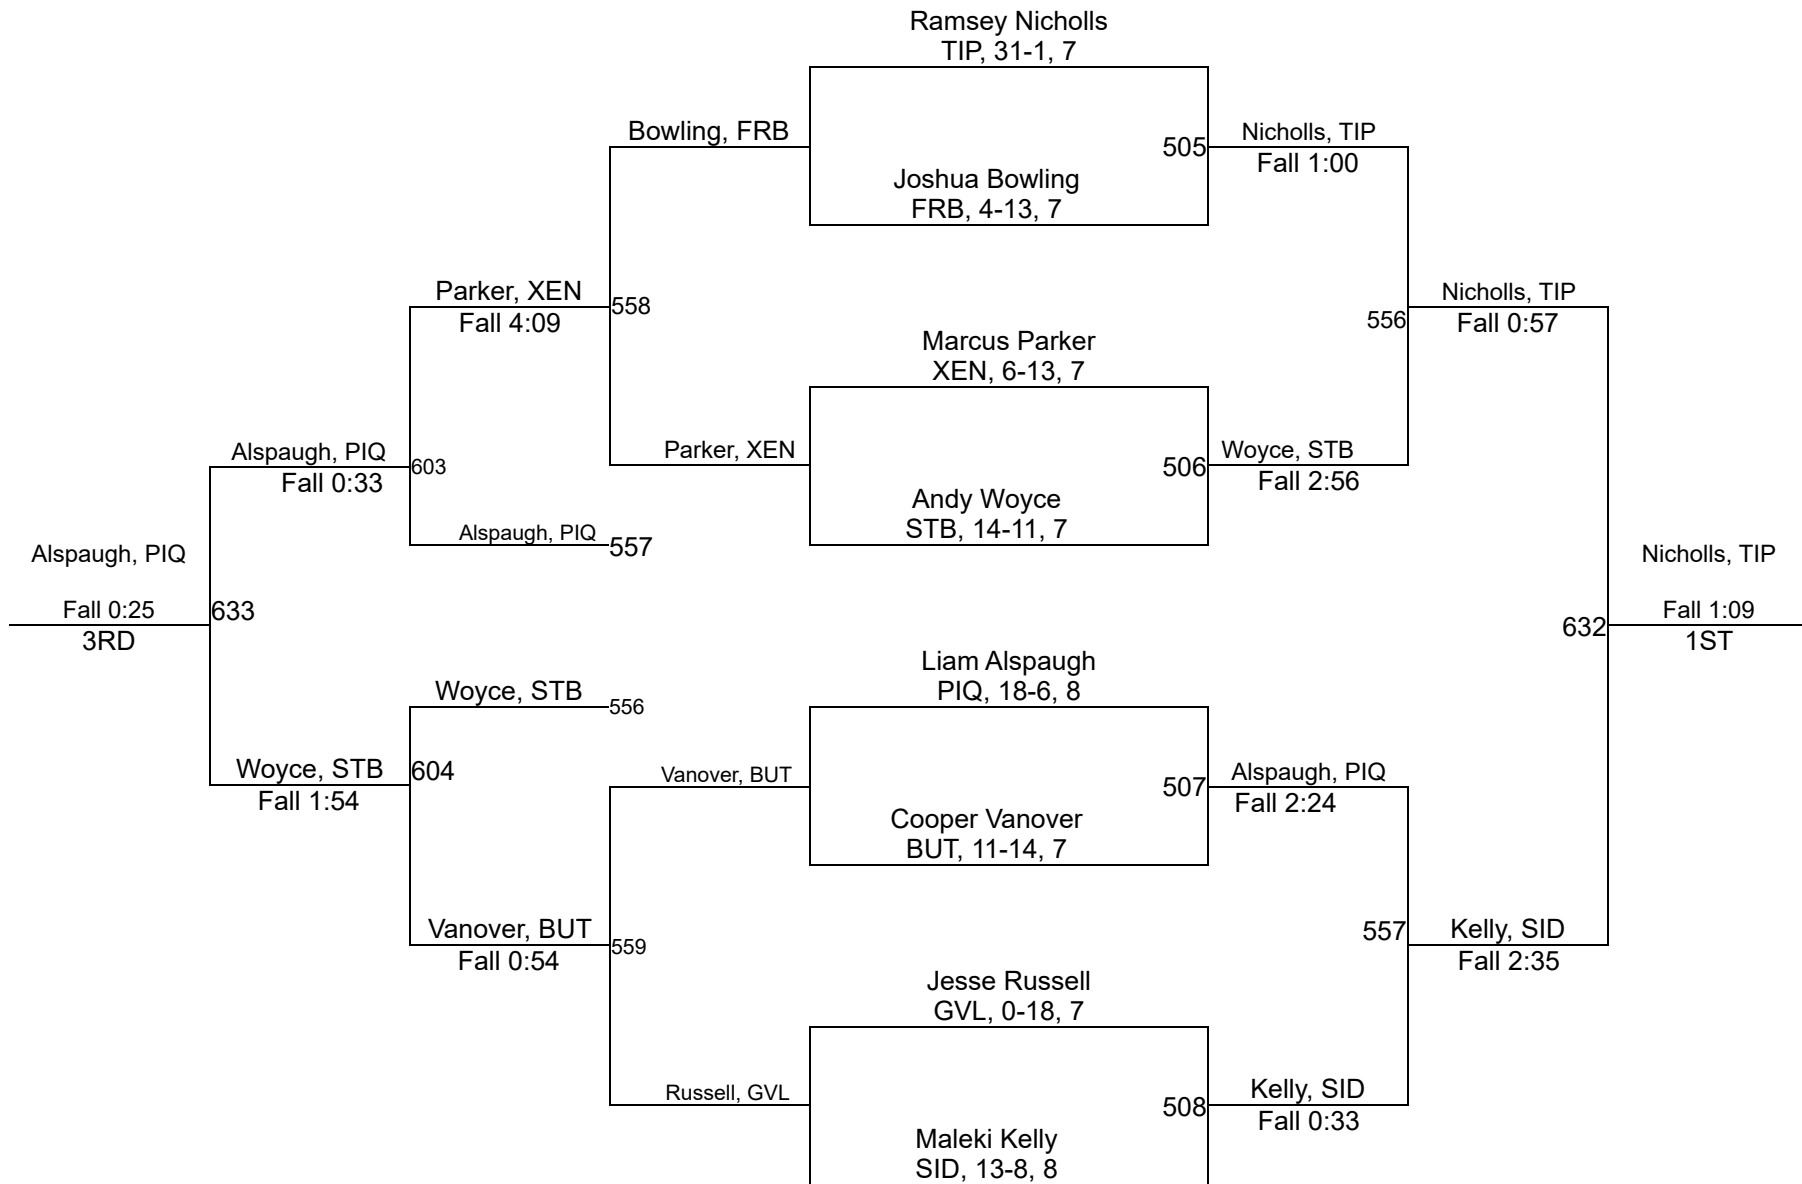 Ramsey Nicholls
TIP, 31-1, 7
Bowling, FRB
505
Nicholls, TIP
Fall 1:00
Joshua Bowling
FRB, 4-13, 7
Parker, XEN
Fall 4:09
558
556
Nicholls, TIP
Fall 0:57
Marcus Parker
XEN, 6-13, 7
Alspaugh, PIQ
Fall 0:33
603
Parker, XEN
506
Woyce, STB
Fall 2:56
Andy Woyce
STB, 14-11, 7
Alspaugh, PIQ
557
Alspaugh, PIQ
Fall 0:25
3RD
633
632
Nicholls, TIP
Fall 1:09
1ST
Liam Alspaugh
PIQ, 18-6, 8
Woyce, STB
556
Woyce, STB
Fall 1:54
604
Vanover, BUT
507
Alspaugh, PIQ
Fall 2:24
Cooper Vanover
BUT, 11-14, 7
Vanover, BUT
Fall 0:54
559
557
Kelly, SID
Fall 2:35
Jesse Russell
GVL, 0-18, 7
Russell, GVL
508
Kelly, SID
Fall 0:33
Maleki Kelly
SID, 13-8, 8